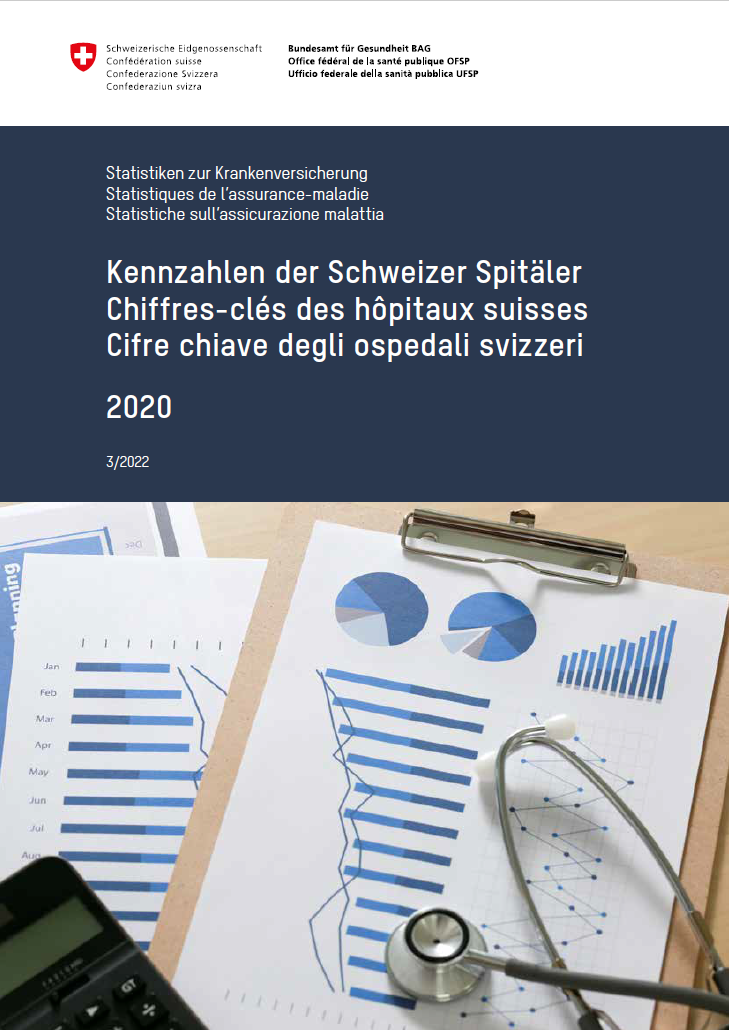 Schweizerische Eidgenossenschaft
Confédération suisse
Confederazione Svizzera
Confederaziun svizra
Bundesamt für Gesundheit BAG
Office fédéral de la santé publique OFSP
Ufficio federale della sanità pubblica UFSP
Statistiken zur Krankenversicherung
Statistiques de l'assurance-maladie
Statistiche sull'assicurazione malattia
Kennzahlen der Schweizer Spitäler
Chiffres-clés des hôpitaux suisses
Cifre chiave degli ospedali svizzeri
2020
3/2022
Jan
Feb
Mar
Apr
May
Jun
Jul
Aug
GT